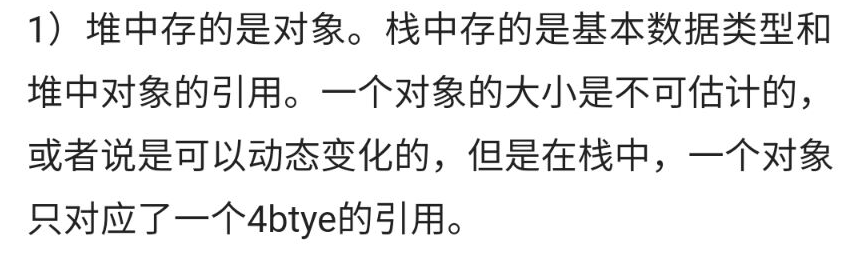 1）堆中存的是对象。栈中存的是基本数据类型和
堆中对象的引用。一个对象的大小是不可估计的，
或者说是可以动态变化的，但是在栈中，一个对象
只对应了一个4btye的引用。